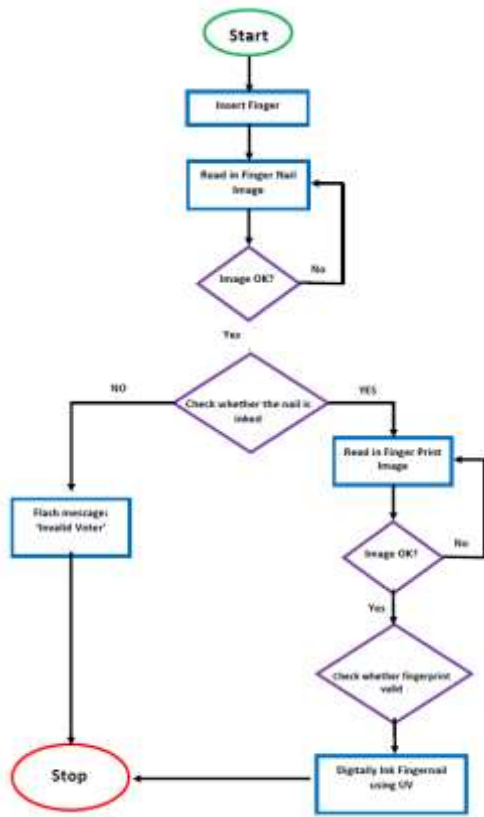 Start
Insert Finger
Read in Finger Nail
Image
Image OK?
No
Yes
Check whether the nail is
inked
NO
YES
Read in Finger Print
Image
Flash message:
'Invalid Voter'
Image OK?
No
Yes
Check whether fingerprint
valid
Digitally Ink Fingernail
using UV
Stop